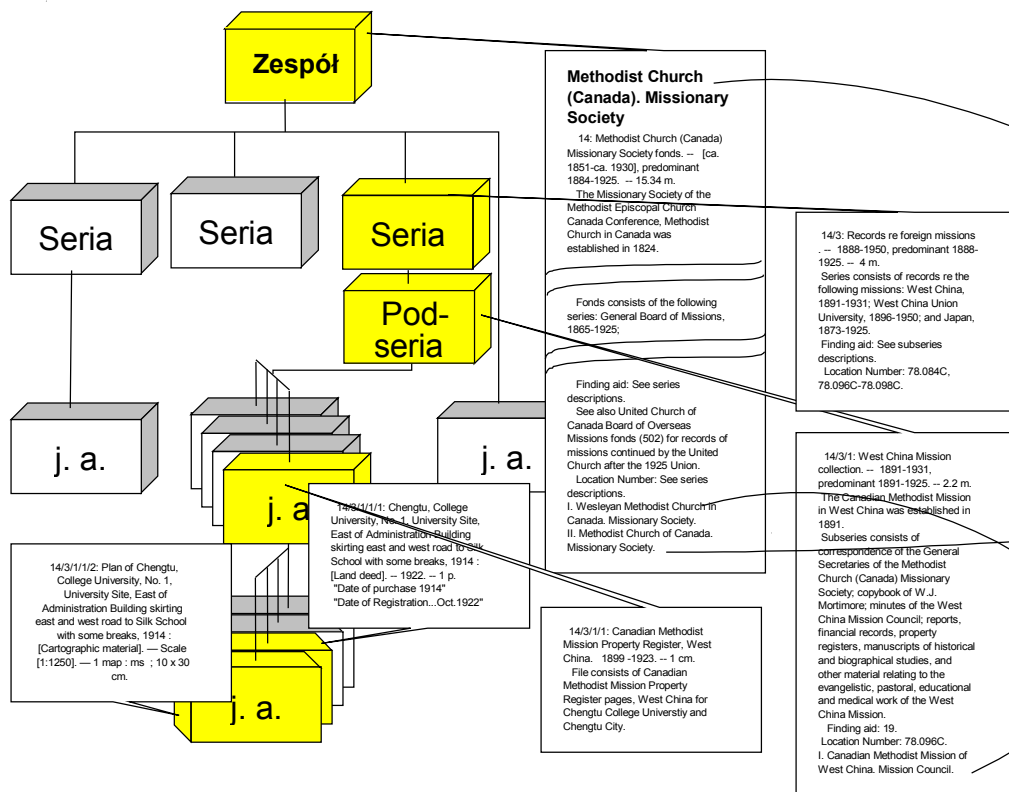 Zespół
Seria
Seria
Seria
Pod-
seria
j. a.
j. a.
j. a
j. a.
Methodist Church
(Canada). Missionary
Society
14: Methodist Church (Canada)
Missionary Society fonds. -- [ca.
1851-ca. 1930], predominant
1884-1925. -- 15.34 m.
The Missionary Society of the
Methodist Episcopal Church
Canada Conference, Methodist
Church in Canada was
established in 1824.
Fonds consists of the following
series: General Board of Missions,
1865-1925;
Finding aid: See series
descriptions.
See also United Church of
Canada Board of Overseas
Missions fonds (502) for records of
missions continued by the United
Church after the 1925 Union.
Location Number: See series
descriptions.
I. Wesleyan Methodist Church in
Canada. Missionary Society.
II. Methodist Church of Canada.
Missionary Society.
14/3: Records re foreign missions
. -- 1888-1950, predominant 1888-
1925. -- 4 m.
Series consists of records re the
following missions: West China,
1891-1931; West China Union
University, 1896-1950; and Japan,
1873-1925.
Finding aid: See subseries
descriptions.
Location Number: 78.084C,
78.096C-78.098C.
14/3/1: West China Mission
collection. -- 1891-1931,
predominant 1891-1925. -- 2.2 m.
The Canadian Methodist Mission
in West China was established in
1891.
Subseries consists of
correspondence of the General
Secretaries of the Methodist
Church (Canada) Missionary
Society; copybook of W.J.
Mortimore; minutes of the West
China Mission Council; reports,
financial records, property
registers, manuscripts of historical
and biographical studies, and
other material relating to the
evangelistic, pastoral, educational
and medical work of the West
China Mission.
Finding aid: 19.
Location Number: 78.096C.
I. Canadian Methodist Mission of
West China. Mission Council.
14/3/1/1/1: Chengtu, College
University, No. 1, University Site,
East of Administration Building
skirting east and west road to Silk
School with some breaks, 1914 :
[Land deed]. -- 1922. -- 1 p.
"Date of purchase 1914"
"Date of Registration...Oct.1922"
14/3/1/1/2: Plan of Chengtu,
College University, No. 1,
University Site, East of
Administration Building skirting
east and west road to Silk School
with some breaks, 1914 :
[Cartographic material]. — Scale
[1:1250]. — 1 map : ms ; 10 x 30
cm.
14/3/1/1: Canadian Methodist
Mission Property Register, West
China. 1899 -1923. -- 1 cm.
File consists of Canadian
Methodist Mission Property
Register pages, West China for
Chengtu College Universtiy and
Chengtu City.